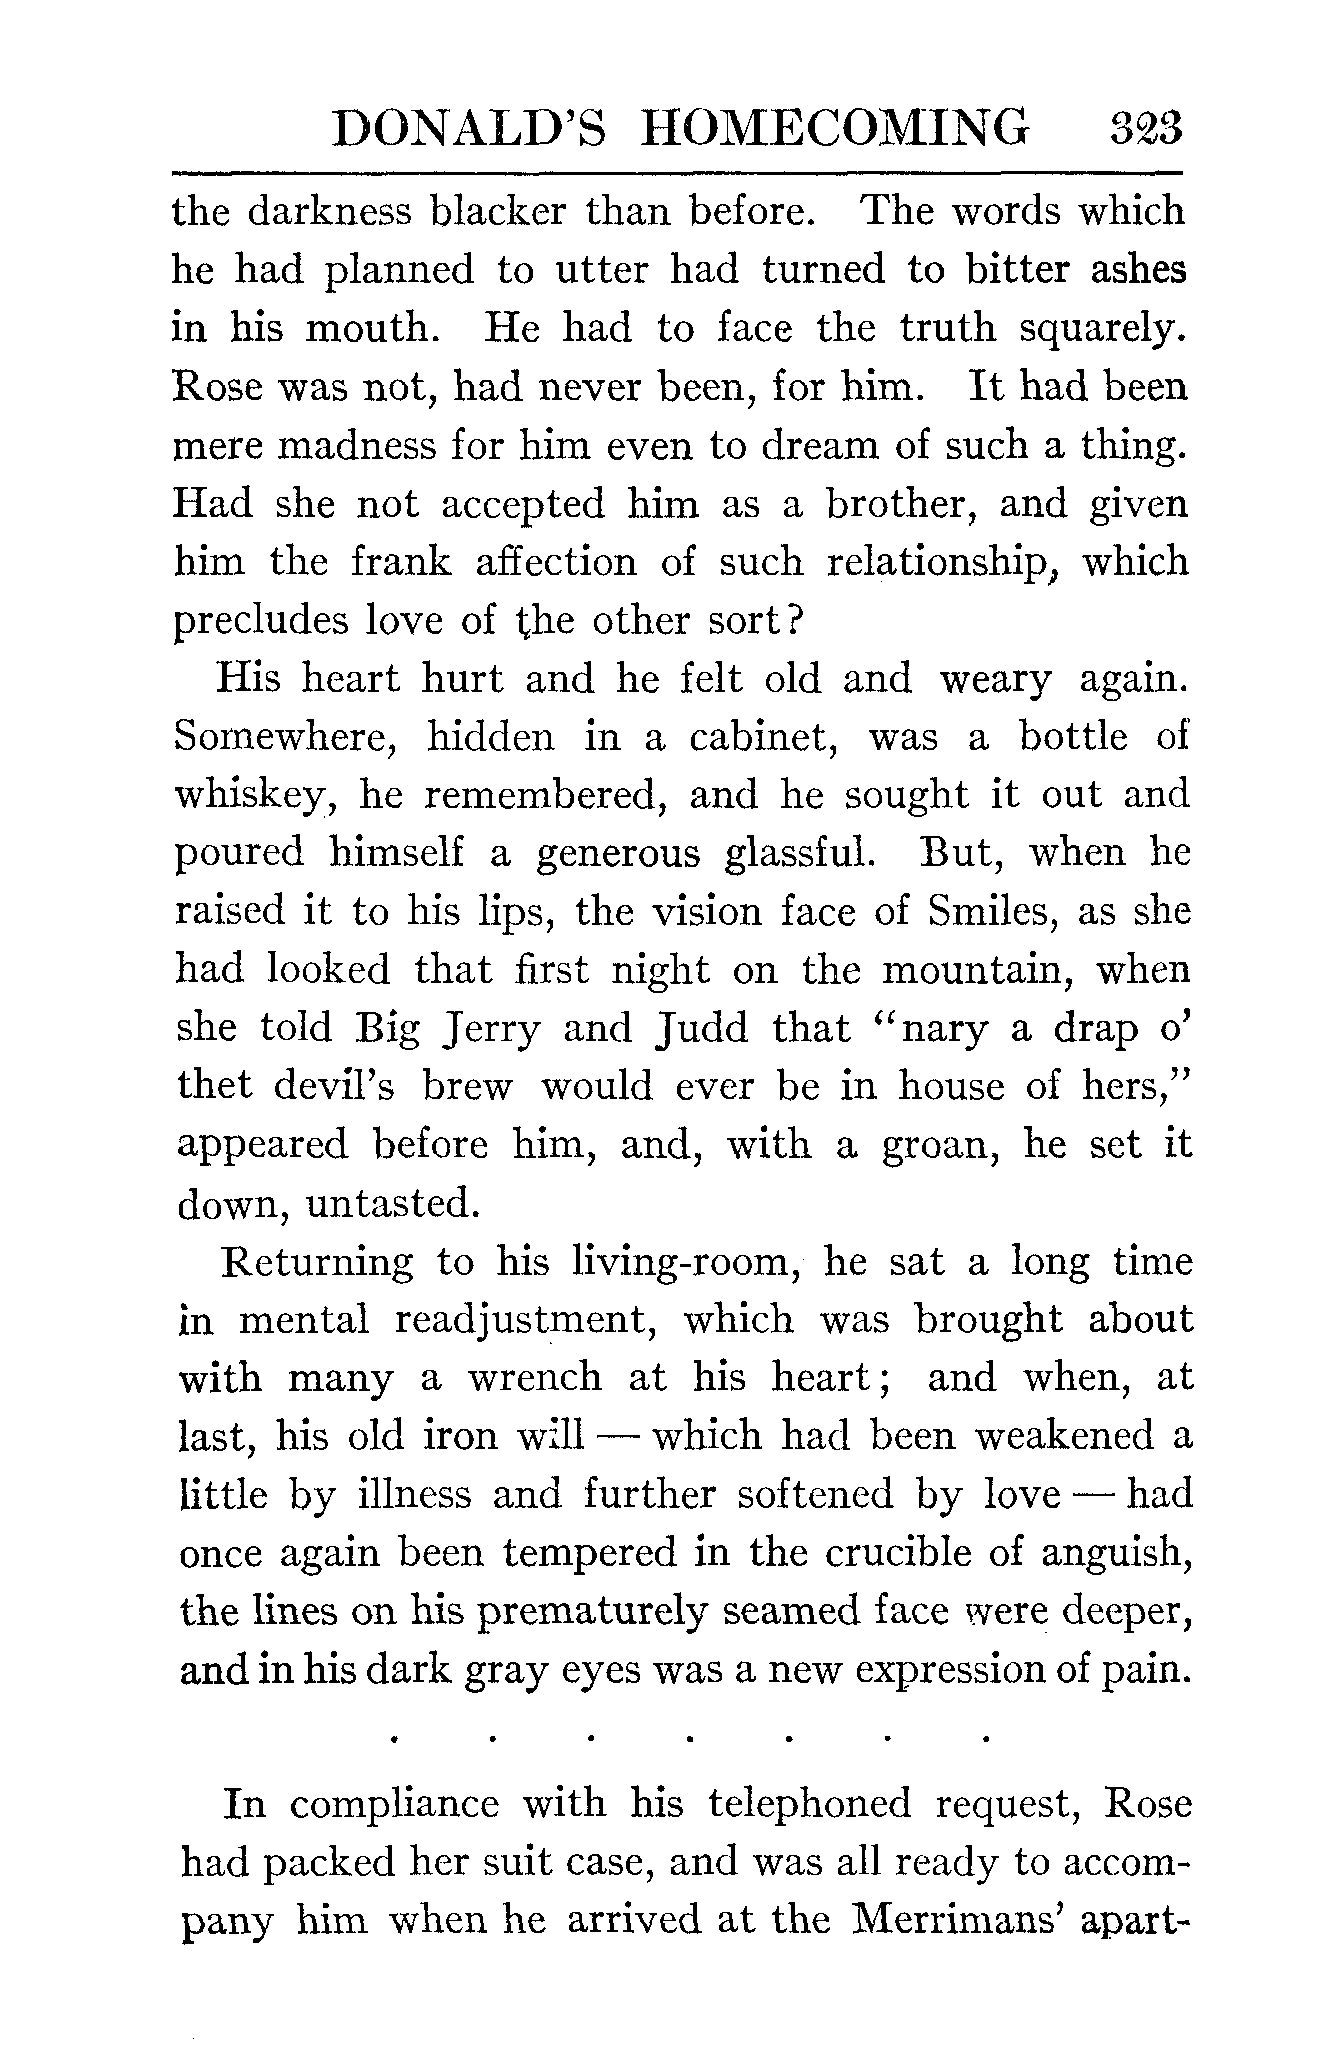 DONALD'S HOMECOMING 323
the darkness blacker than before. The words which
he had planned to utter had turned to bitter ashes
in his mouth. He had to face the truth squarely.
Rose was not, had never been, for him. It had been
mere madness for him even to dream of such a thing.
Had she not accepted him as a brother, and given
him the frank affection of such relationship, which
precludes love of the other sort?
His heart hurt and he felt old and weary again.
Somewhere, hidden in a cabinet, was a bottle of
whiskey, he remembered, and he sought it out and
poured himself a generous glassful. But, when he
raised it to his lips, the vision face of Smiles, as she
had looked that first night on the mountain, when
she told Big Jerry and Judd that "nary a drap o'
thet devil's brew would ever be in house of hers,"
appeared before him, and, with a groan, he set it
down, untasted.
Returning to his living-room, he sat a long time
in mental readjustment, which was brought about
with many a wrench at his heart; and when, at
last, his old iron will — which had been weakened a
little by illness and further softened by love — had
once again been tempered in the crucible of anguish,
the lines on his prematurely seamed face were deeper,
and in his dark gray eyes was a new expression of pain.
. . . . . . .
In compliance with his telephoned request, Rose
had packed her suit case, and was all ready to accom-
pany him when he arrived at the Merrimans' apart-